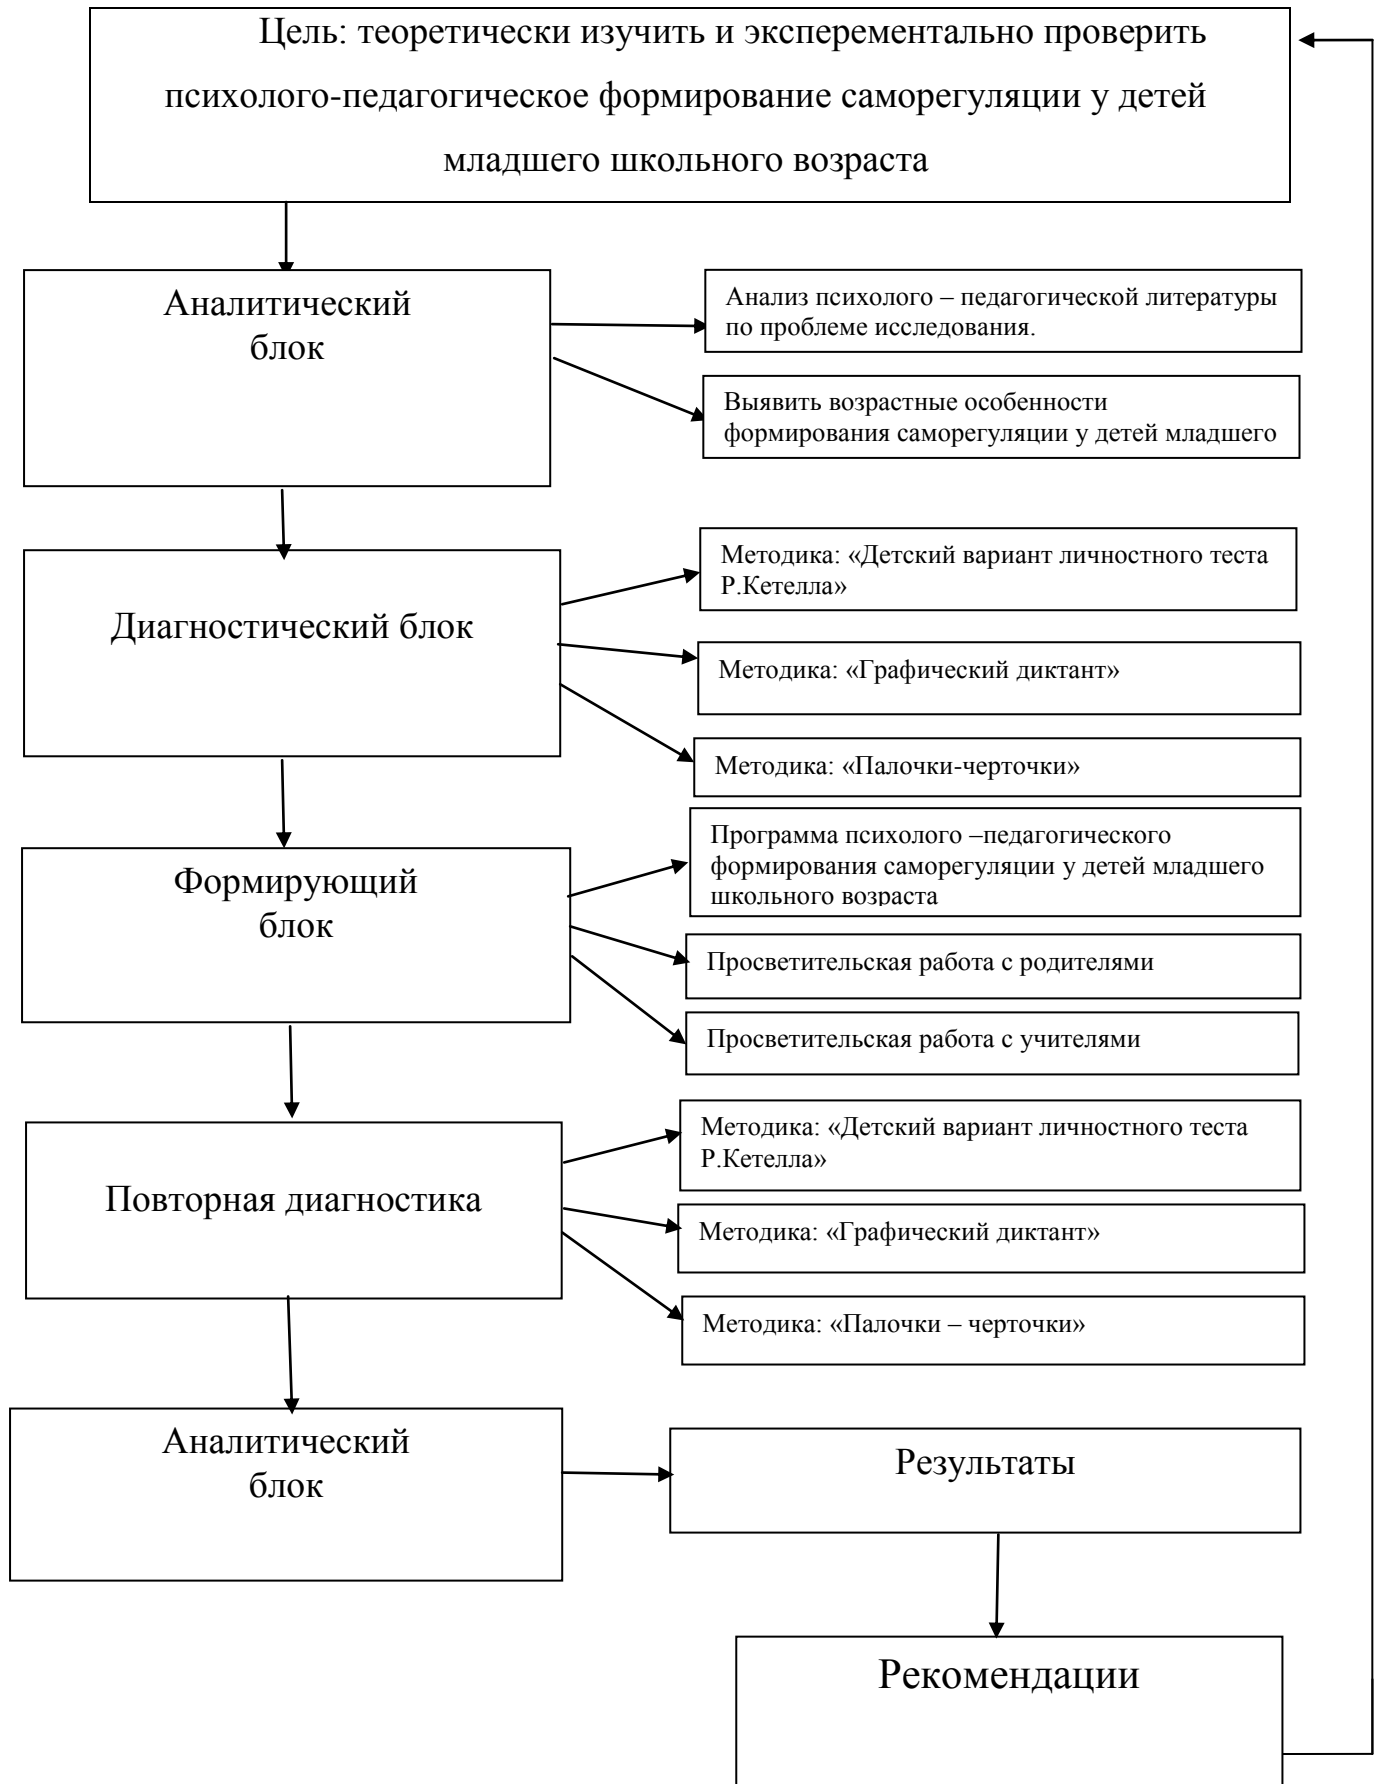 Цель: теоретически изучить и эксперементально проверить
психолого-педагогическое формирование саморегуляции у детей
младшего школьного возраста
Аналитический
блок
Анализ психолого – педагогической литературы
по проблеме исследования.
Выявить возрастные особенности
формирования саморегуляции у детей младшего
Диагностический блок
Методика: «Детский вариант личностного теста
Р.Кетелла»
Методика: «Графический диктант»
Методика: «Палочки-черточки»
Формирующий
блок
Программа психолого –педагогического
формирования саморегуляции у детей младшего
школьного возраста
Просветительская работа с родителями
Просветительская работа с учителями
Повторная диагностика
Методика: «Детский вариант личностного теста
Р.Кетелла»
Методика: «Графический диктант»
Методика: «Палочки – черточки»
Аналитический
блок
Результаты
Рекомендации